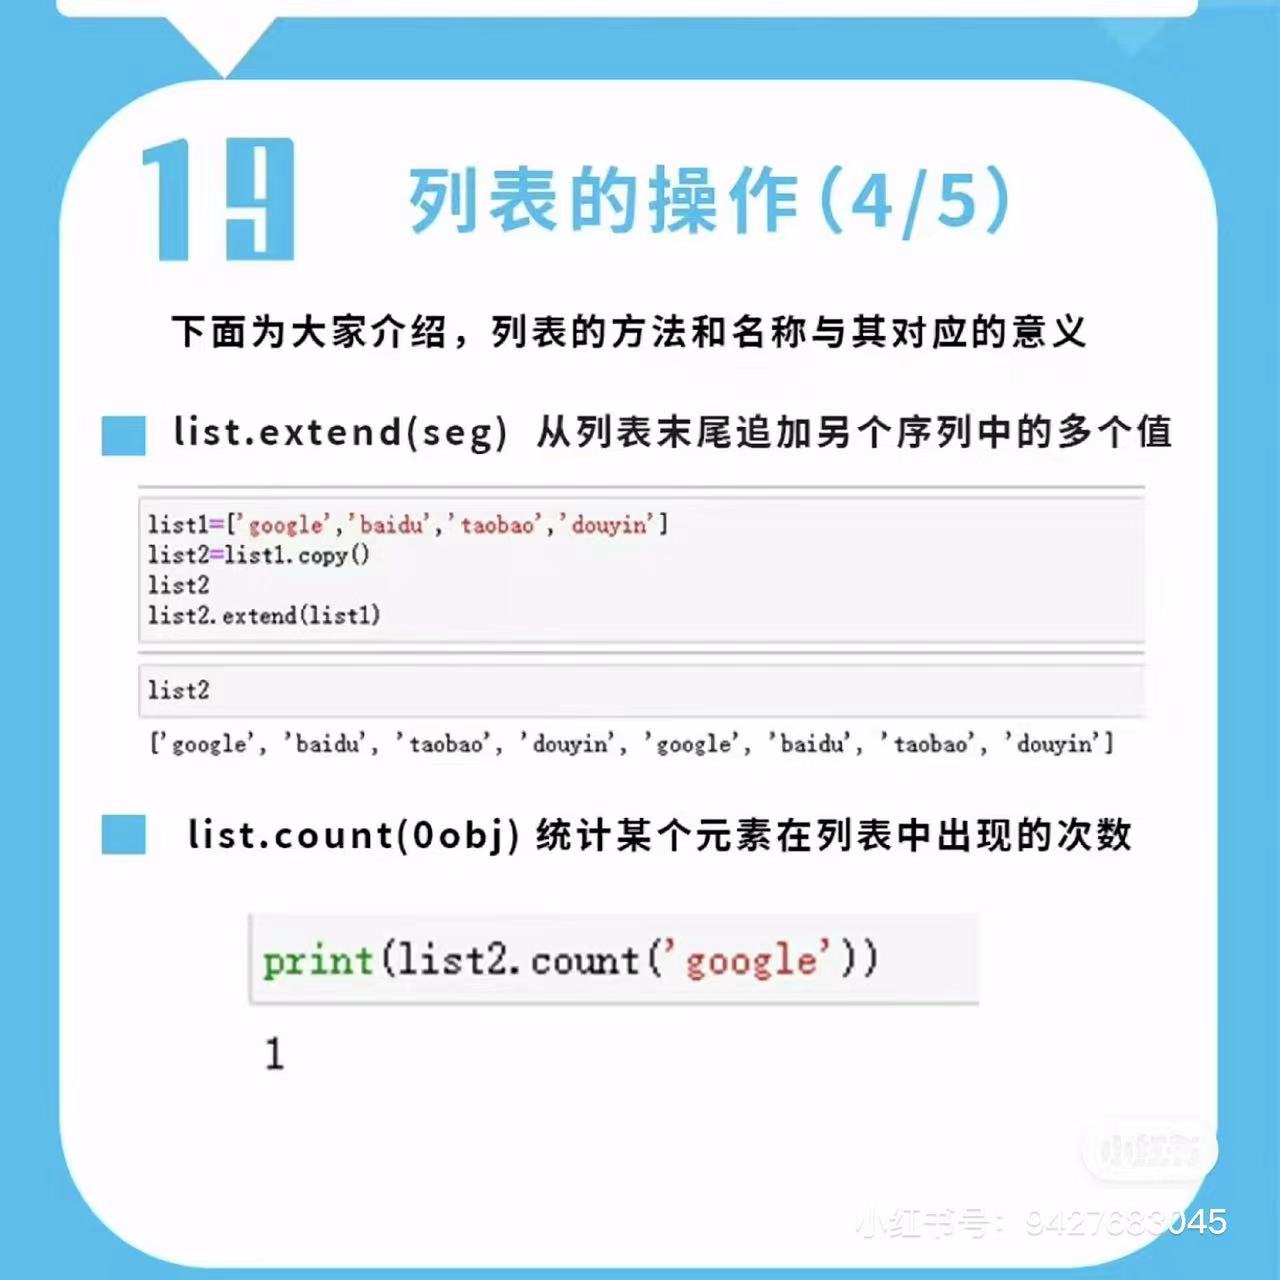 19
列表的操作(4/5)
下面为大家介绍，列表的方法和名称与其对应的意义
list.extend(seg) 从列表末尾追加另个序列中的多个值
list1=['google','baidu','taobao','douyin']
list2=list1.copy()
list2
list2.extend(list1)
list2
['google', 'baidu', 'taobao', 'douyin', 'google', 'baidu', 'taobao', 'douyin']
list.count(0obj) 统计某个元素在列表中出现的次数
print(list2.count('google'))
1
小红书
小红书号：9427683045